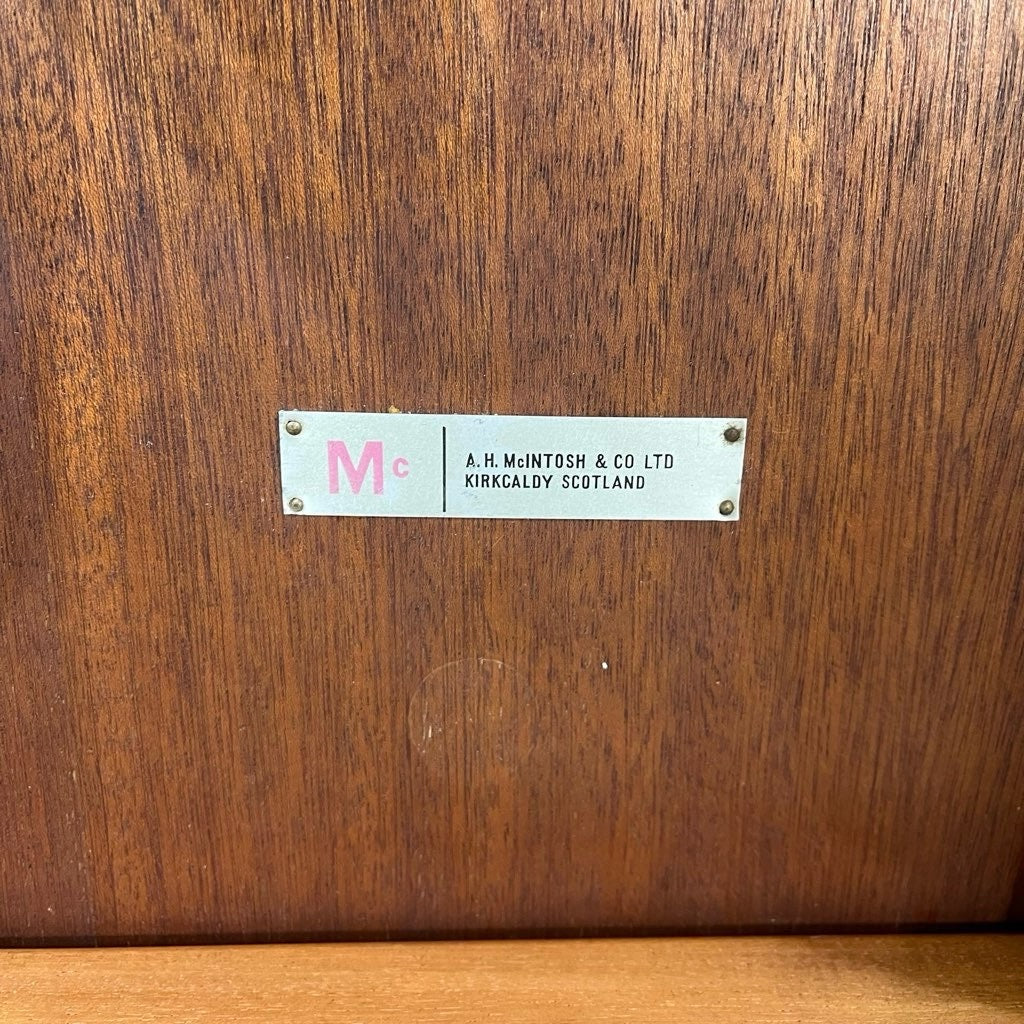 Mc
A. H. McINTOSH & CO LTD
KIRKCALDY SCOTLAND